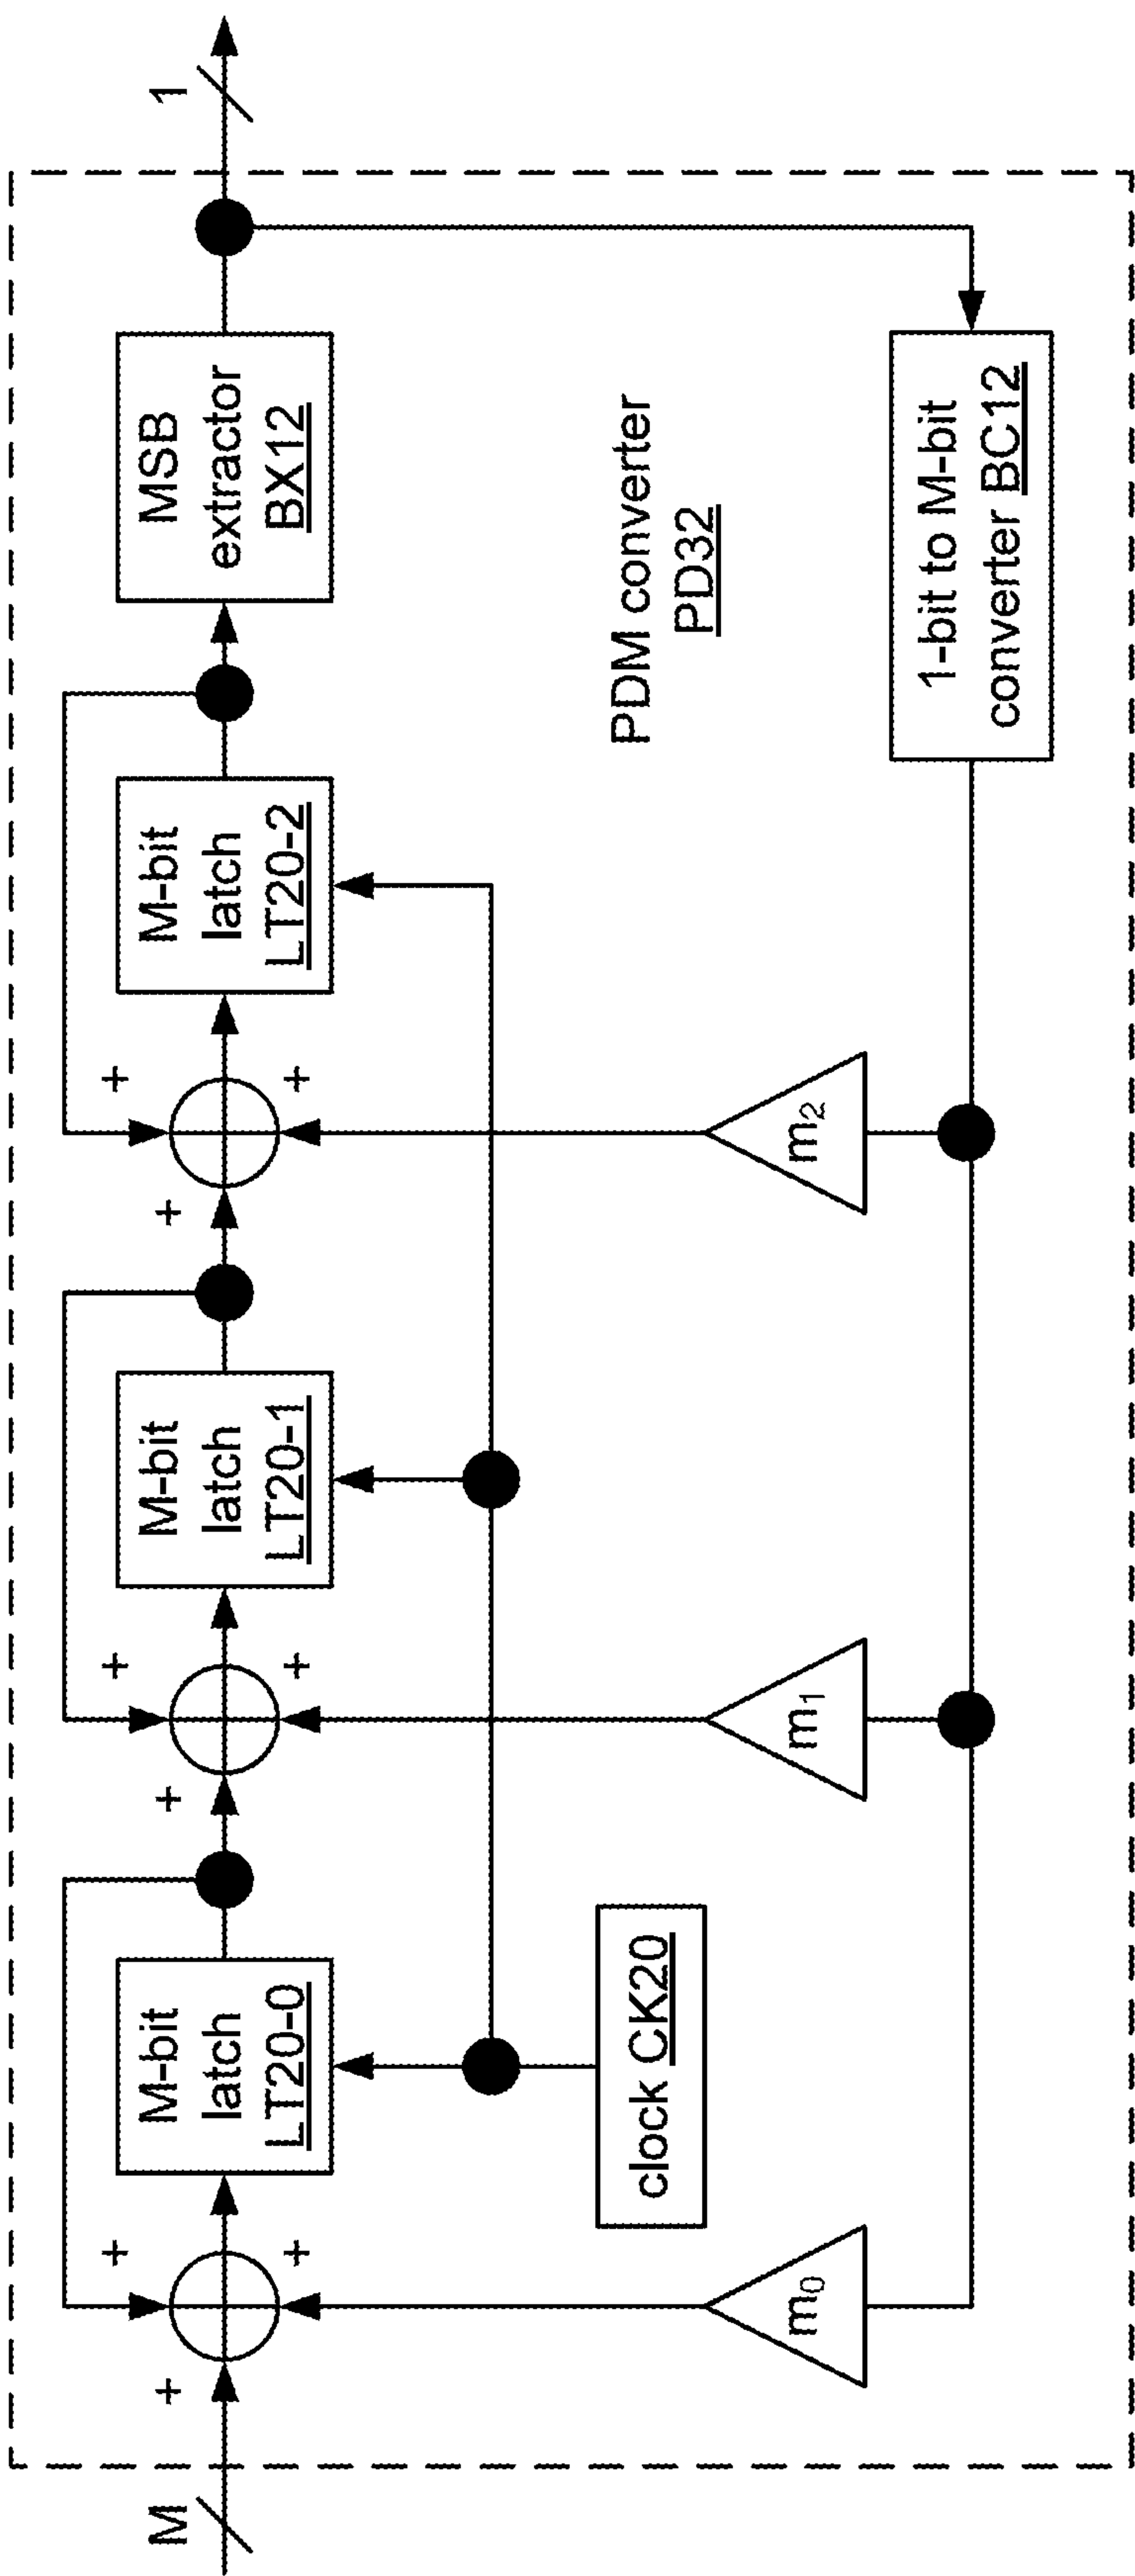 M
+
+
+
M-bit
latch
LT20-0
+
+
+
M-bit
latch
LT20-1
+
+
+
M-bit
latch
LT20-2
MSB
extractor
BX12
1
clock CK20
PDM converter
PD32
m₀
m₁
m₂
1-bit to M-bit
converter BC12